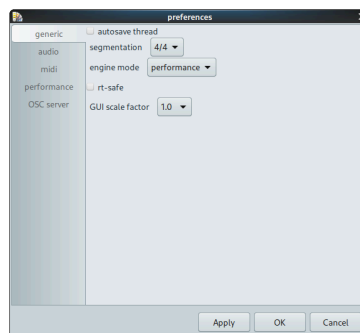 preferences
generic
audio
midi
performance
OSC server
autosave thread
segmentation 4/4
engine mode performance
rt-safe
GUI scale factor 1.0
Apply OK Cancel